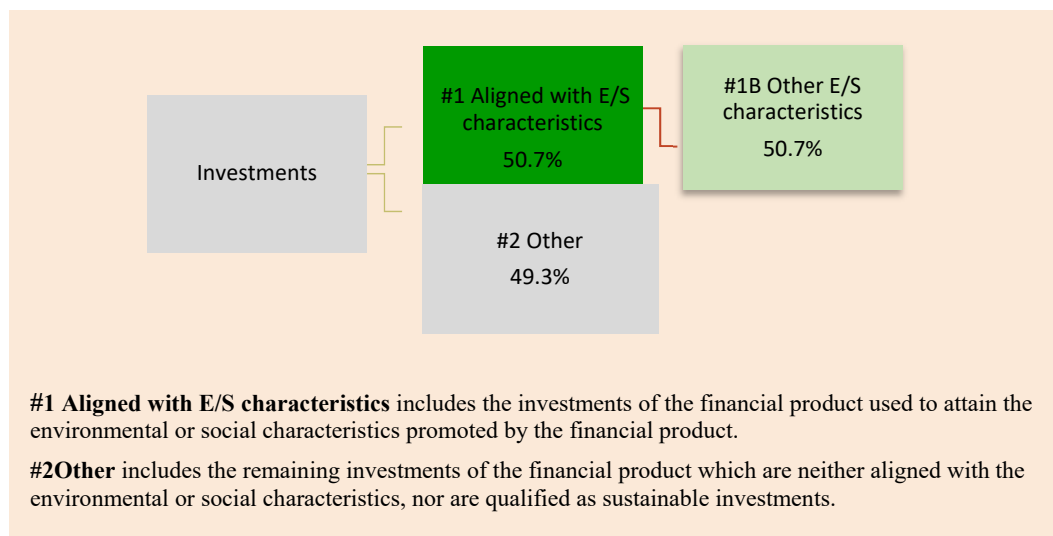 Investments
#1 Aligned with E/S
characteristics
50.7%
#1B Other E/S
characteristics
50.7%
#2 Other
49.3%
#1 Aligned with E/S characteristics includes the investments of the financial product used to attain the
environmental or social characteristics promoted by the financial product.
#2Other includes the remaining investments of the financial product which are neither aligned with the
environmental or social characteristics, nor are qualified as sustainable investments.